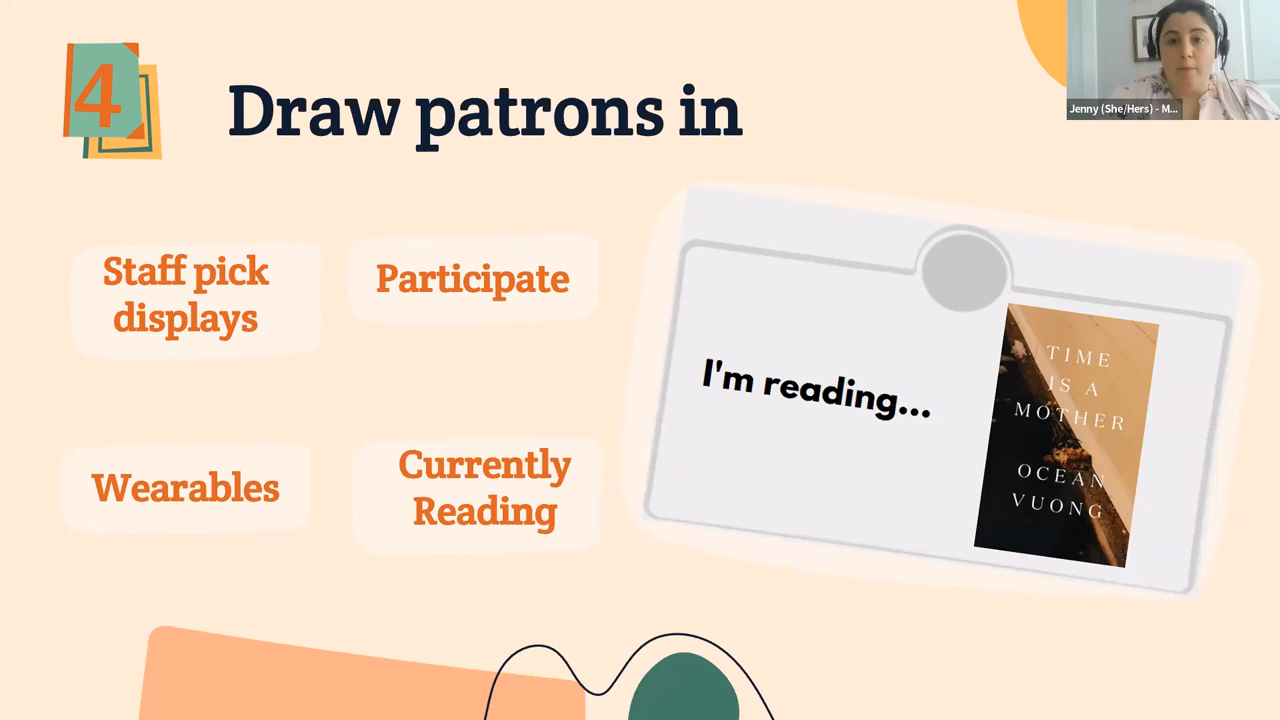 4
Draw patrons in
Jenny (She/Hers) - M...
Staff pick
displays
Participate
Wearables
Currently
Reading
I'm reading...
TIME
IS A
MOTHER
OCEAN
VUONG